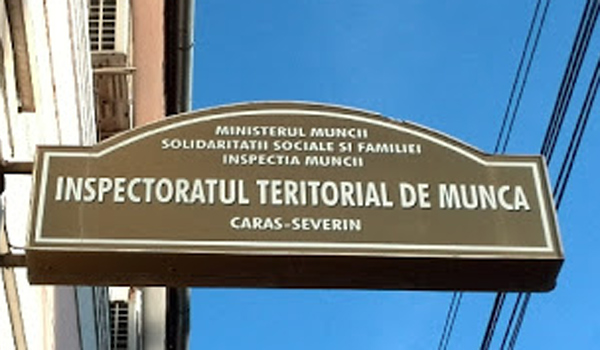 MINISTERUL MUNCII
SOLIDARITATII SOCIALE SI FAMILIEI
INSPECTIA MUNCII
INSPECTORATUL TERITORIAL DE MUNCA
CARAS-SEVERIN